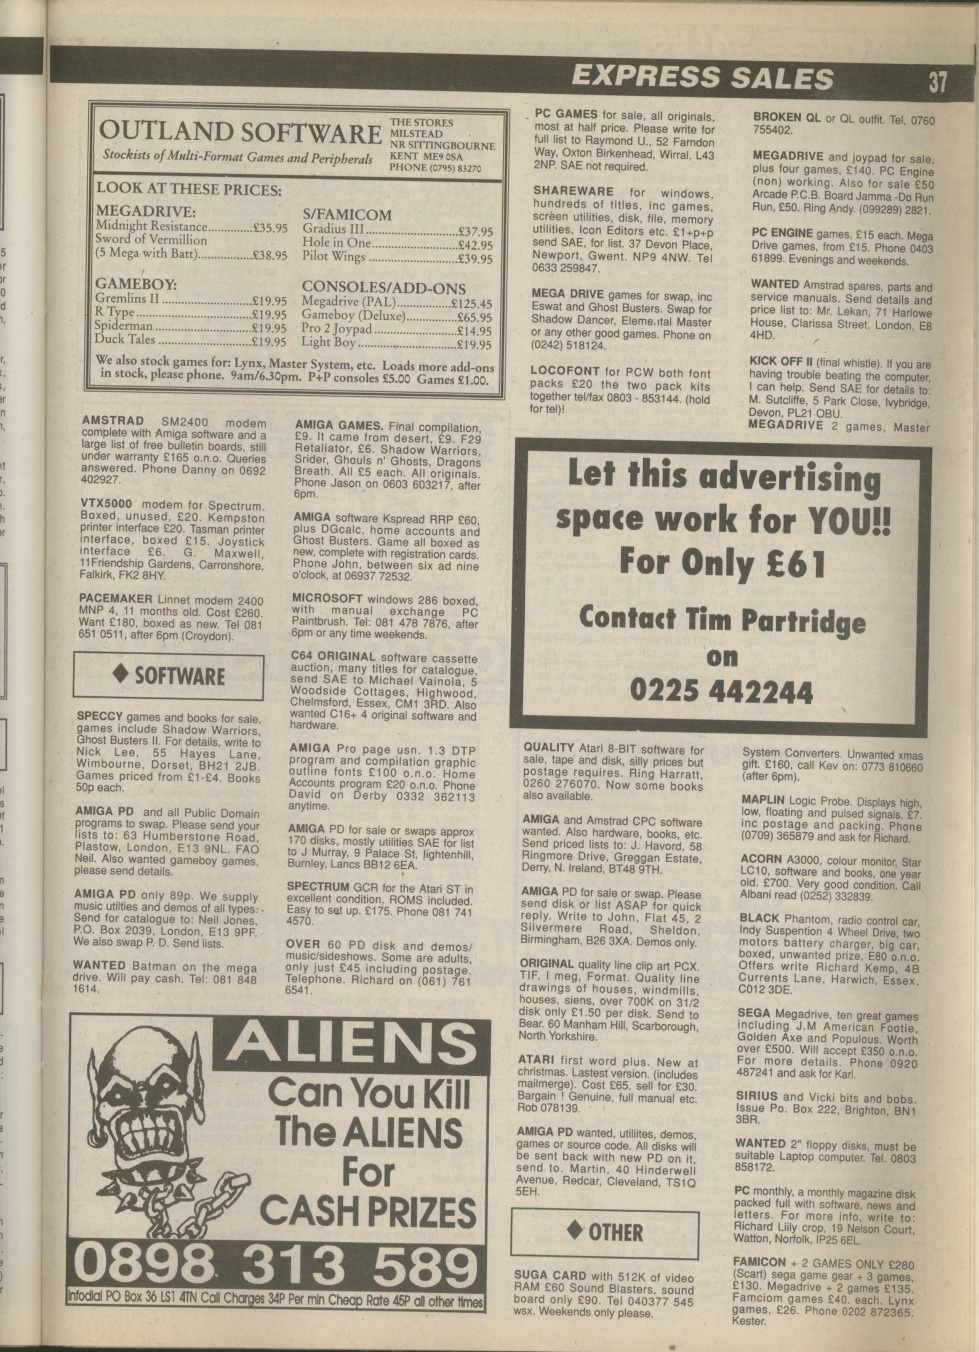 EXPRESS SALES
37
OUTLAND SOFTWARE
Stockists of Multi-Format Games and Peripherals
THE STORES
MILSTEAD
NR SITTINGBOURNE
KENT ME9 0SA
PHONE (0795) 83270
LOOK AT THESE PRICES:
MEGADRIVE:
Midnight Resistance..............£35.95
Sword of Vermillion
(5 Mega with Batt)................£38.95
S/FAMICOM
Gradius III........................£37.95
Hole in One......................£42.95
Pilot Wings ......................£39.95
GAMEBOY:
Gremlins II ........................£19.95
R Type..............................£19.95
Spiderman ........................£19.95
Duck Tales ........................£19.95
CONSOLES/ADD-ONS
Megadrive (PAL)................£125.45
Gameboy (Deluxe)................£65.95
Pro 2 Joypad......................£14.95
Light Boy..........................£19.95
We also stock games for: Lynx, Master System, etc. Loads more add-ons
in stock, please phone. 9am/6.30pm. P+P consoles £5.00 Games £1.00.
AMSTRAD SM2400 modem
complete with Amiga software and a
large list of free bulletin boards, still
under warranty £165 o.n.o. Queries
answered. Phone Danny on 0692
402927.
VTX5000 modem for Spectrum.
Boxed, unused, £20. Kempston
printer interface £20. Tasman printer
interface, boxed £15. Joystick
interface £6. G. Maxwell,
11Friendship Gardens, Carronshore,
Falkirk, FK2 8HY.
PACEMAKER Linnet modem 2400
MNP 4, 11 months old. Cost £260.
Want £180, boxed as new. Tel 081
651 0511, after 6pm (Croydon).
◆ SOFTWARE
SPECCY games and books for sale,
games include Shadow Warriors,
Ghost Busters II. For details, write to
Nick Lee, 55 Hayes Lane,
Wimbourne, Dorset, BH21 2JB.
Games priced from £1-£4. Books
50p each.
AMIGA PD and all Public Domain
programs to swap. Please send your
lists to: 63 Humberstone Road,
Plastow, London, E13 9NL. FAO
Neil. Also wanted gameboy games,
please send details.
AMIGA PD only 89p. We supply
music utilties and demos of all types.
Send for catalogue to: Neil Jones,
P.O. Box 2039, London, E13 9PF.
We also swap P. D. Send lists.
WANTED Batman on the mega
drive. Will pay cash. Tel: 081 848
1614.
AMIGA GAMES. Final compilation,
£9. It came from desert, £9. F29
Retaliator, £6. Shadow Warriors,
Srider, Ghouls n' Ghosts, Dragons
Breath. All £5 each. All originals.
Phone Jason on 0603 603217, after
6pm.
AMIGA software Kspread RRP £60,
plus DGcalc, home accounts and
Ghost Busters. Game all boxed as
new, complete with registration cards.
Phone John, between six ad nine
o'clock, at 06937 72532.
MICROSOFT windows 286 boxed,
with manual exchange PC
Paintbrush. Tel: 081 478 7876, after
6pm or any time weekends.
C64 ORIGINAL software cassette
auction, many titles for catalogue,
send SAE to Michael Vainola, 5
Woodside Cottages, Highwood,
Chelmsford, Essex, CM1 3RD. Also
wanted C16+ 4 original software and
hardware.
AMIGA Pro page usn. 1.3 DTP
program and compilation graphic
outline fonts £100 o.n.o. Home
Accounts program £20 o.n.o. Phone
David on Derby 0332 362113
anytime.
AMIGA PD for sale or swaps approx
170 disks, mostly utilities SAE for list
to J Murray, 9 Palace St, Iightenhill,
Burnley, Lancs BB12 6EA.
SPECTRUM GCR for the Atari ST in
excellent condition, ROMS included.
Easy to set up. £175. Phone 081 741
4570.
OVER 60 PD disk and demos/
music/sideshows. Some are adults,
only just £45 including postage.
Telephone. Richard on (061) 761
6541.
ALIENS
Can You Kill
The ALIENS
For
CASH PRIZES
0898 313 589
Infodial PO Box 36 LS1 4TN Call Charges 34P Per min Cheap Rate 45P all other times
PC GAMES for sale, all originals,
most at half price. Please write for
full list to Raymond U., 52 Farndon
Way, Oxton Birkenhead, Wirral, L43
2NP. SAE not required.
SHAREWARE for windows,
hundreds of titles, inc games,
screen utilities, disk, file, memory
utilities, Icon Editors etc. £1+p+p
send SAE, for list. 37 Devon Place,
Newport, Gwent. NP9 4NW. Tel
0633 259847.
MEGA DRIVE games for swap, inc
Eswat and Ghost Busters. Swap for
Shadow Dancer, Elemental Master
or any other good games. Phone on
(0242) 518124.
LOCOFONT for PCW both font
packs £20 the two pack kits
together tel/fax 0803 - 853144. (hold
for tel)!
BROKEN QL or QL outfit. Tel, 0760
755402.
MEGADRIVE and joypad for sale,
plus four games, £140. PC Engine
(non) working. Also for sale £50
Arcade P.C.B. Board Jamma -Do Run
Run, £50. Ring Andy. (099289) 2821.
PC ENGINE games, £15 each. Mega
Drive games, from £15. Phone 0403
61899. Evenings and weekends.
WANTED Amstrad spares, parts and
service manuals. Send details and
price list to: Mr. Lekan, 71 Harlowe
House, Clarissa Street, London, E8
4HD.
KICK OFF II (final whistle). If you are
having trouble beating the computer,
I can help. Send SAE for details to:
M. Sutcliffe, 5 Park Close, Ivybridge,
Devon, PL21 OBU.
MEGADRIVE 2 games, Master
Let this advertising
space work for YOU!!
For Only £61
Contact Tim Partridge
on
0225 442244
QUALITY Atari 8-BIT software for
sale, tape and disk, silly prices but
postage requires. Ring Harratt,
0260 276070. Now some books
also available.
AMIGA and Amstrad CPC software
wanted. Also hardware, books, etc.
Send priced lists to: J. Havord, 58
Ringmore Drive, Greggan Estate,
Derry, N. Ireland, BT48 9TH.
AMIGA PD for sale or swap. Please
send disk or list ASAP for quick
reply. Write to John, Flat 45, 2
Silvermere Road, Sheldon,
Birmingham, B26 3XA. Demos only.
ORIGINAL quality line clip art PCX.
TIF, I meg, Format. Quality line
drawings of houses, windmills,
houses, siens, over 700K on 31/2
disk only £1.50 per disk. Send to
Bear. 60 Manham Hill, Scarborough,
North Yorkshire.
ATARI first word plus. New at
christmas. Lastest version. (includes
mailmerge). Cost £65, sell for £30.
Bargain ! Genuine, full manual etc.
Rob 078139.
AMIGA PD wanted, utiliites, demos,
games or source code. All disks will
be sent back with new PD on it,
send to. Martin, 40 Hinderwell
Avenue, Redcar, Cleveland, TS1Q
5EH.
◆ OTHER
SUGA CARD with 512K of video
RAM £60 Sound Blasters, sound
board only £90. Tel 040377 545
wsx. Weekends only please.
System Converters. Unwanted xmas
gift. £160, call Kev on: 0773 810660
(after 6pm).
MAPLIN Logic Probe. Displays high,
low, floating and pulsed signals. £7.
inc postage and packing. Phone
(0709) 365879 and ask for Richard.
ACORN A3000, colour monitor, Star
LC10, software and books, one year
old. £700. Very good condition. Call
Albani read (0252) 332839.
BLACK Phantom, radio control car,
Indy Suspention 4 Wheel Drive, two
motors battery charger, big car,
boxed, unwanted prize, E80 o.n.o.
Offers write Richard Kemp, 4B
Currents Lane, Harwich, Essex,
C012 3DE.
SEGA Megadrive, ten great games
including J.M American Footie,
Golden Axe and Populous. Worth
over £500. Will accept £350 o.n.o.
For more details. Phone 0920
487241 and ask for Karl.
SIRIUS and Vicki bits and bobs.
Issue Po. Box 222, Brighton, BN1
3BR.
WANTED 2" floppy disks, must be
suitable Laptop computer. Tel. 0803
858172.
PC monthly, a monthly magazine disk
packed full with software, news and
letters. For more info, write to:
Richard Lilly crop, 19 Nelson Court,
Watton, Norfolk, IP25 6EL.
FAMICON + 2 GAMES ONLY £280
(Scart) sega game gear + 3 games,
£130. Megadrive + 2 games £135.
Famciom games £40. each. Lynx
games, £26. Phone 0202 872365.
Kester.